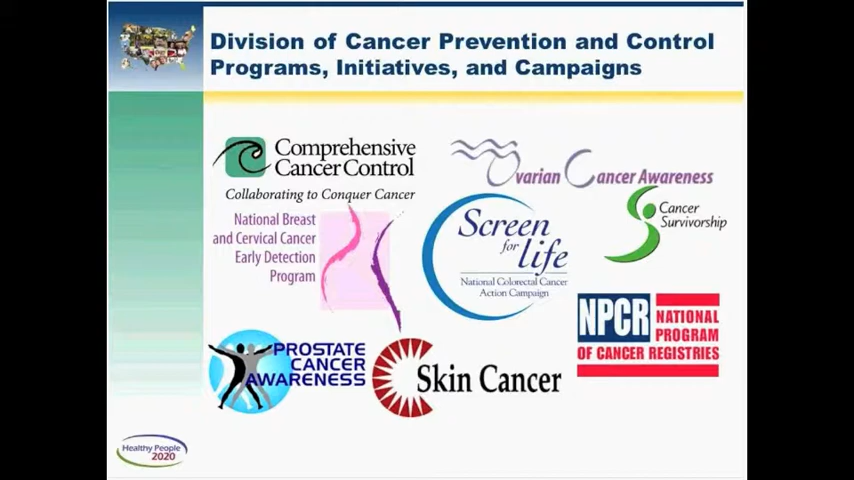 Division of Cancer Prevention and Control
Programs, Initiatives, and Campaigns
Comprehensive
Cancer Control
Collaborating to Conquer Cancer
Ovarian Cancer Awareness
National Breast
and Cervical Cancer
Early Detection
Program
Screen
for
life
National Colorectal Cancer
Action Campaign
Cancer
Survivorship
NPCR
NATIONAL
PROGRAM
OF CANCER REGISTRIES
PROSTATE
CANCER
AWARENESS
Skin Cancer
Healthy People
2020